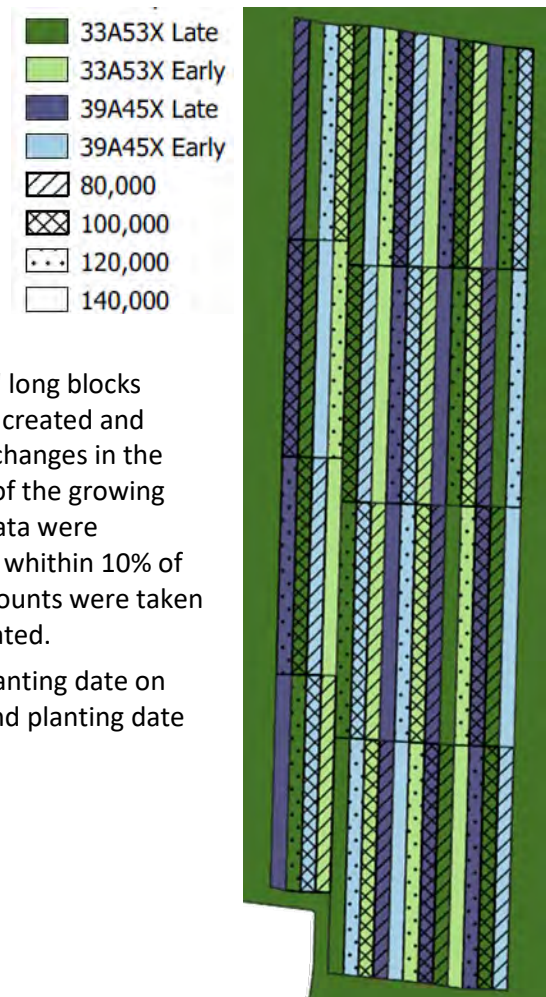 33A53X Late
33A53X Early
39A45X Late
39A45X Early
80,000
100,000
120,000
140,000
long blocks
created and
changes in the
of the growing
ata were
whithin 10% of
ounts were taken
ated.
anting date on
nd planting date